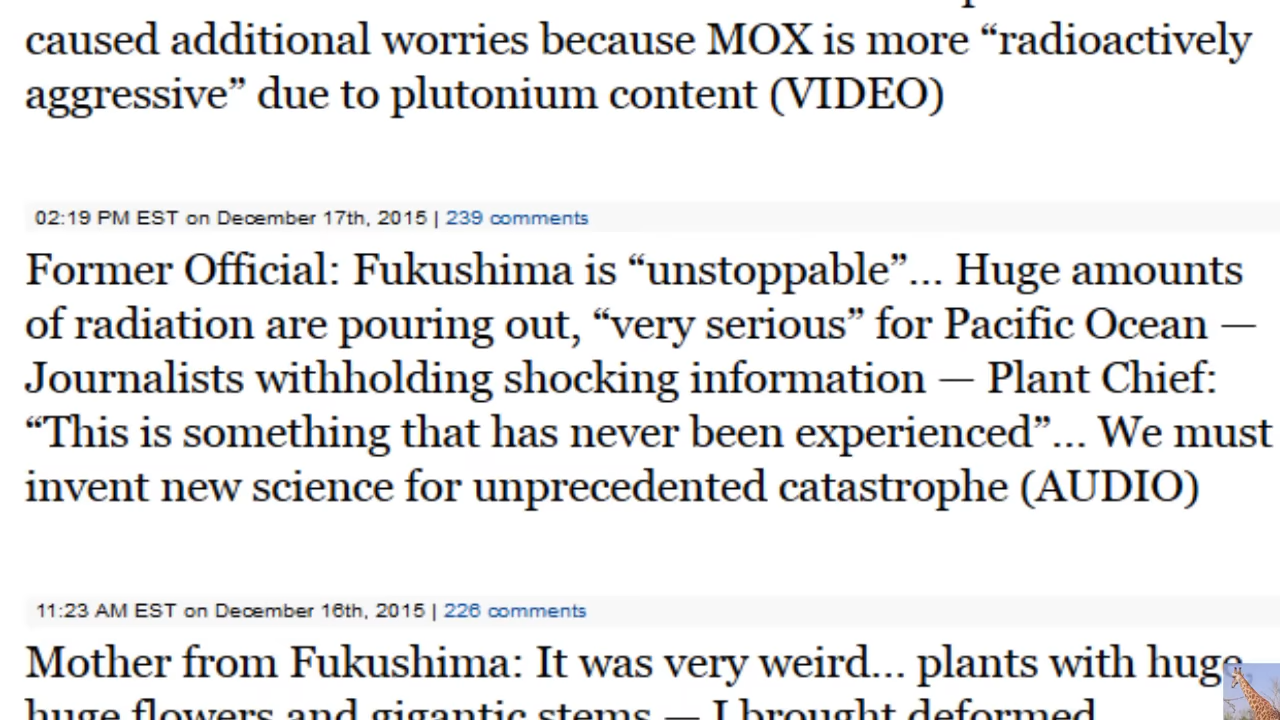 caused additional worries because MOX is more “radioactively
aggressive” due to plutonium content (VIDEO)
02:19 PM EST on December 17th, 2015 | 239 comments
Former Official: Fukushima is “unstoppable”... Huge amounts
of radiation are pouring out, “very serious” for Pacific Ocean —
Journalists withholding shocking information — Plant Chief:
“This is something that has never been experienced”... We must
invent new science for unprecedented catastrophe (AUDIO)
11:23 AM EST on December 16th, 2015 | 226 comments
Mother from Fukushima: It was very weird... plants with huge
huge flowers and gigantic stems — I brought deformed